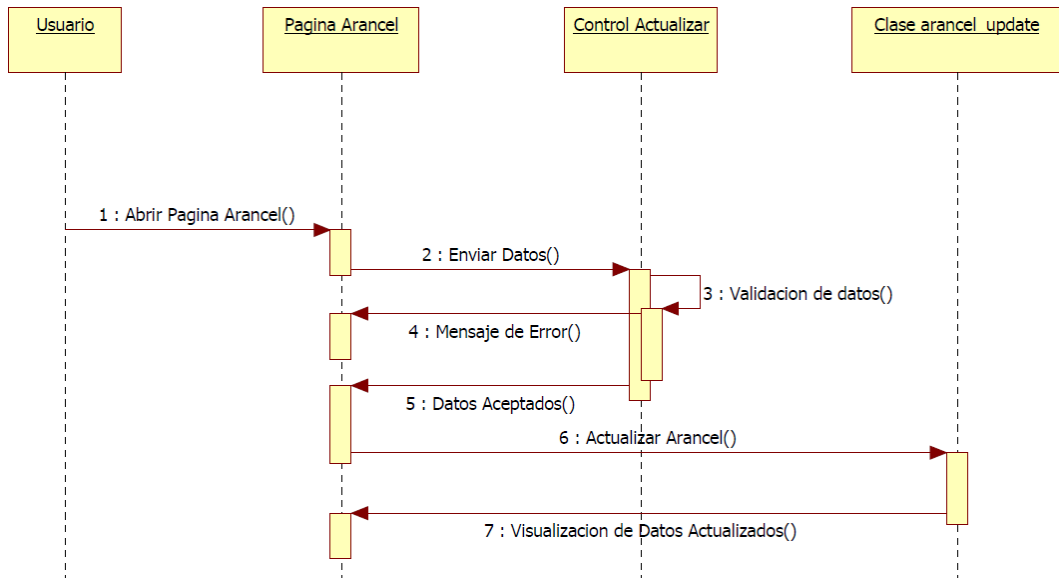 Usuario
Pagina Arancel
Control Actualizar
Clase arancel_update
1 : Abrir Pagina Arancel()
2 : Enviar Datos()
3 : Validacion de datos()
4 : Mensaje de Error()
5 : Datos Aceptados()
6 : Actualizar Arancel()
7 : Visualizacion de Datos Actualizados()